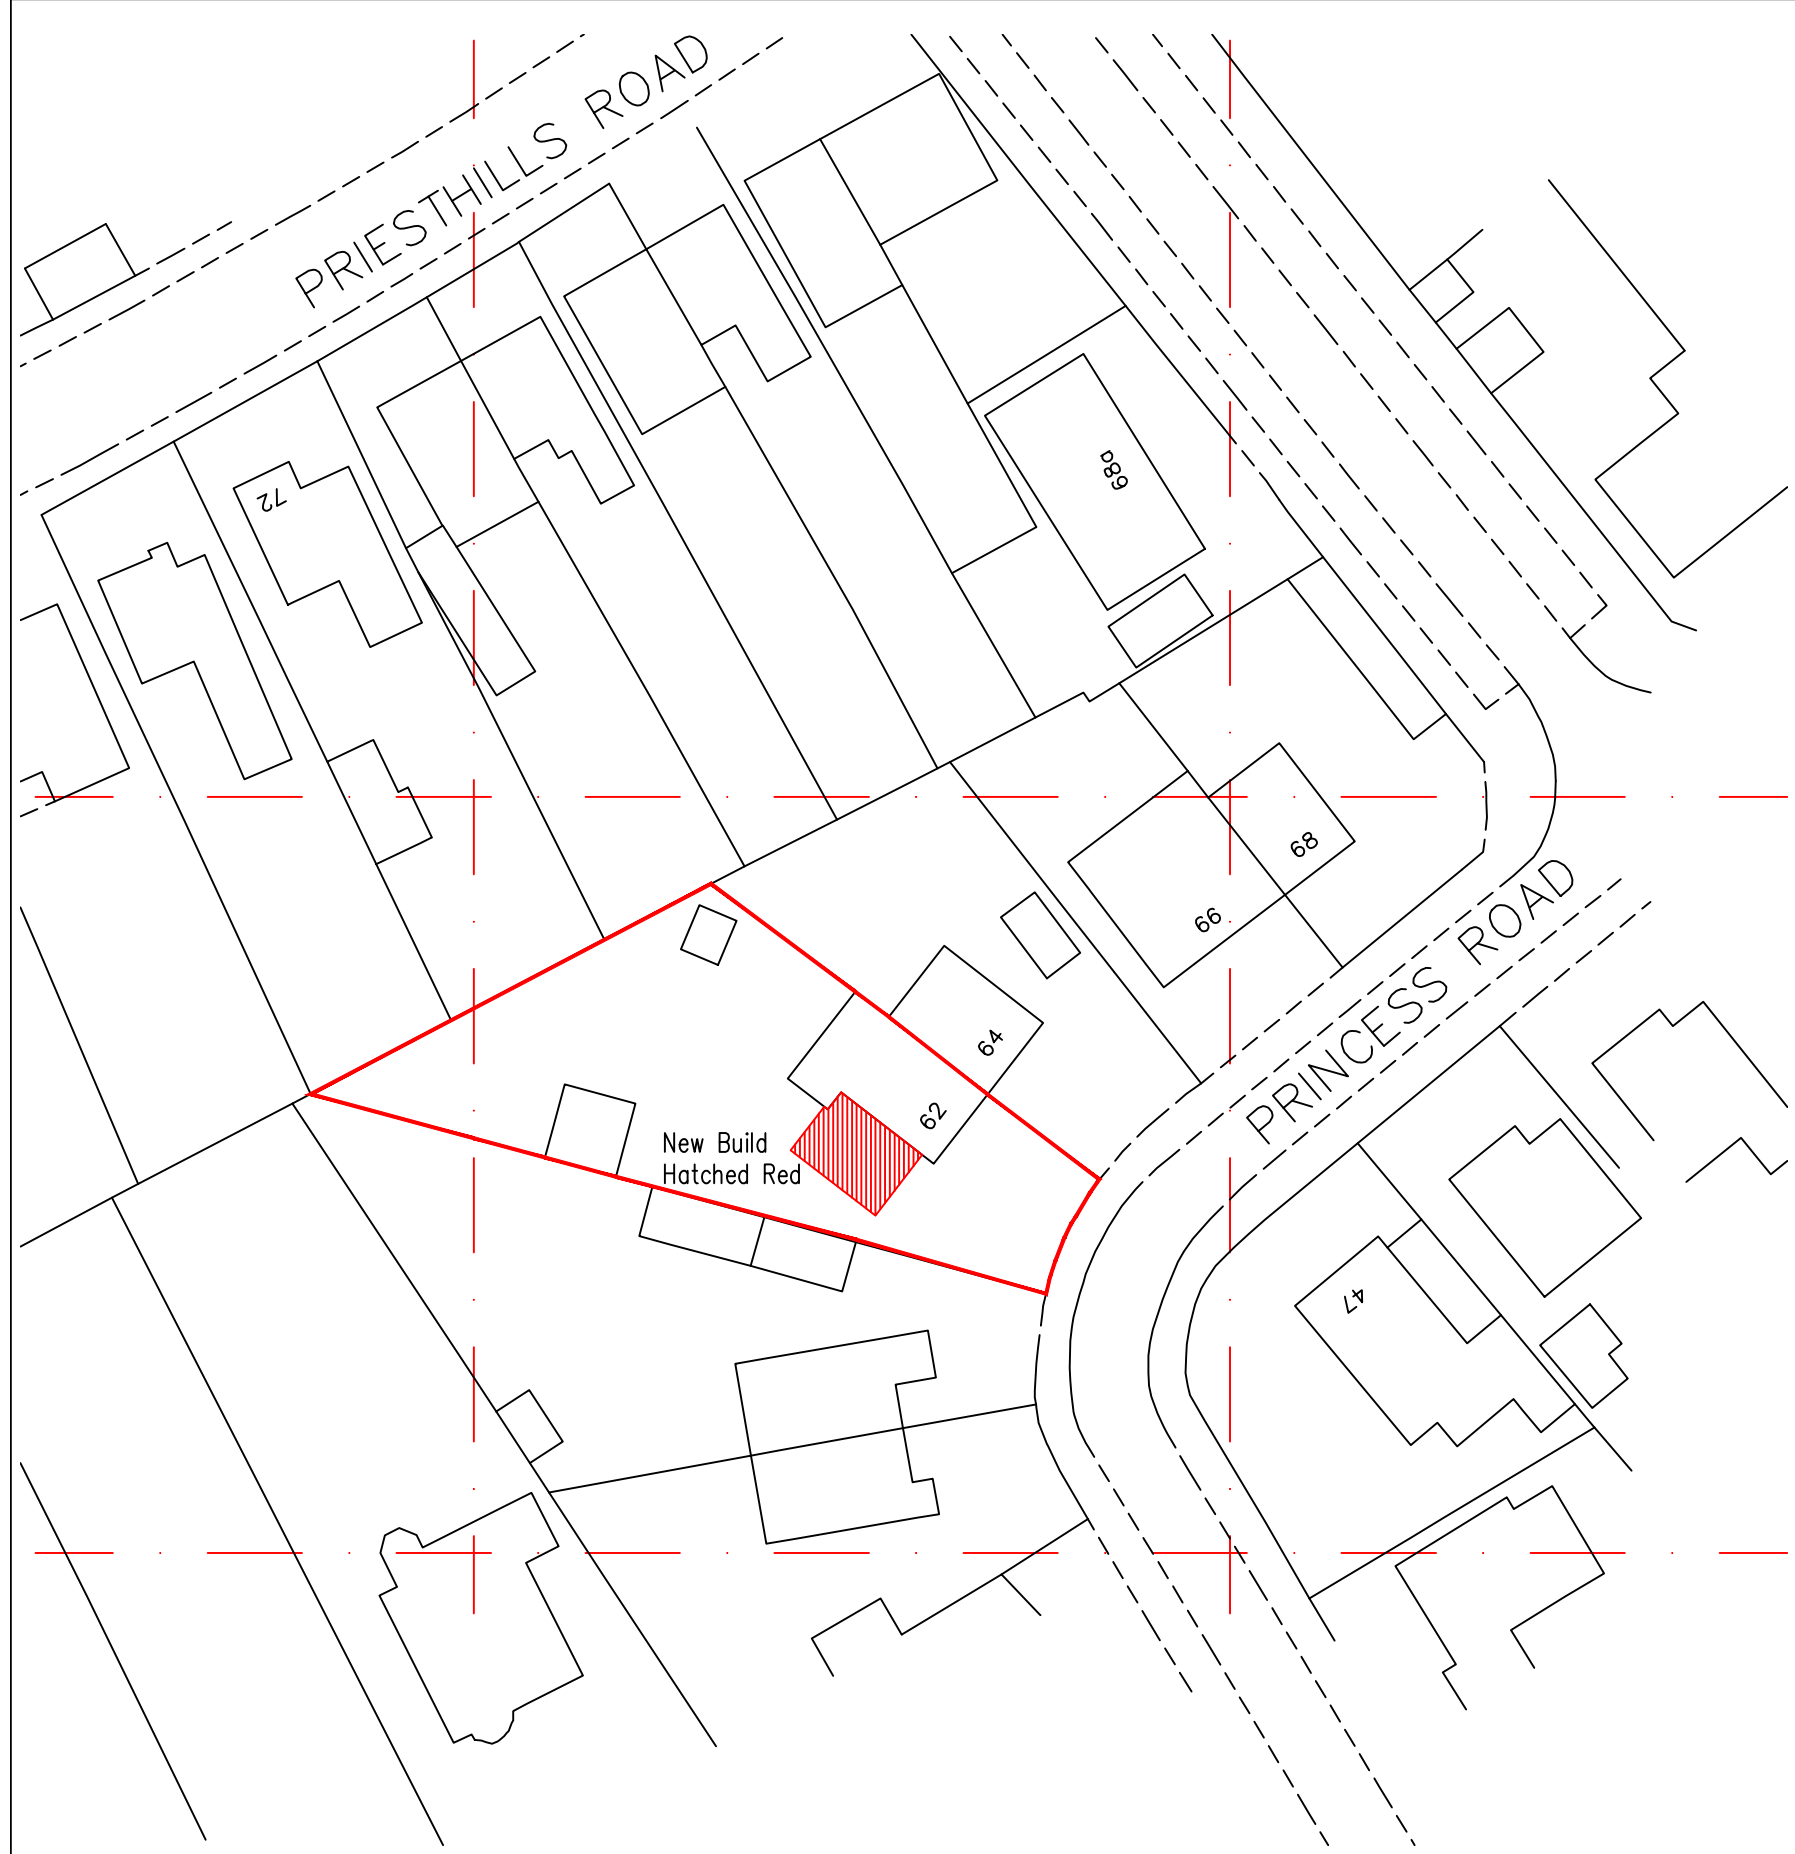 PRIESTHILLS ROAD
68a
72
68
66
PRINCESS ROAD
64
62
New Build
Hatched Red
47